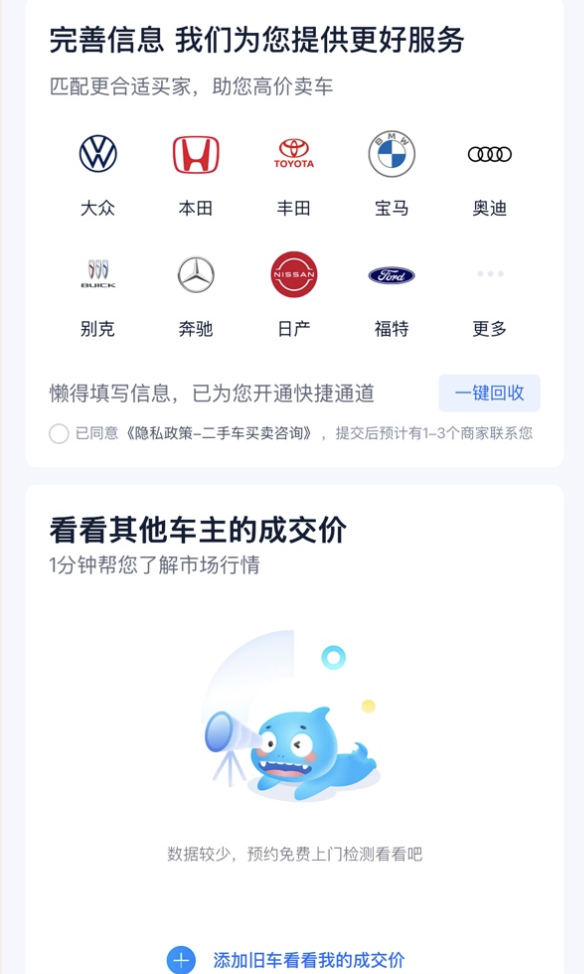 完善信息 我们为您提供更好服务
匹配更合适买家，助您高价卖车
TOYOTA
BMW
大众 本田 丰田 宝马 奥迪
BUICK
NISSAN
Ford
别克 奔驰 日产 福特 更多
懒得填写信息，已为您开通快捷通道 一键回收
已同意《隐私政策-二手车买卖咨询》，提交后预计有1-3个商家联系您
看看其他车主的成交价
1分钟帮您了解市场行情
数据较少，预约免费上门检测看看吧
添加旧车看看我的成交价